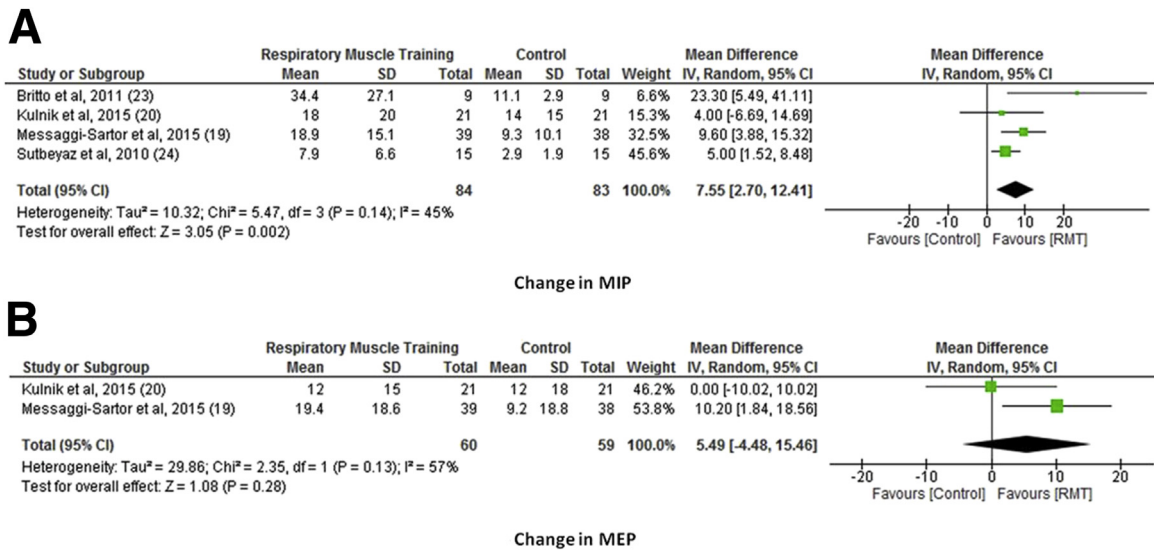 A
Respiratory Muscle Training Control Mean Difference Mean Difference
Study or Subgroup Mean SD Total Mean SD Total Weight IV, Random, 95% CI IV, Random, 95% CI
Britto et al, 2011 (23) 34.4 27.1 9 11.1 2.9 9 6.6% 23.30 [5.49, 41.11]
Kulnik et al, 2015 (20) 18 20 21 14 15 21 15.3% 4.00 [-6.69, 14.69]
Messaggi-Sartor et al, 2015 (19) 18.9 15.1 39 9.3 10.1 38 32.5% 9.60 [3.88, 15.32]
Sutbeyaz et al, 2010 (24) 7.9 6.6 15 2.9 1.9 15 45.6% 5.00 [1.52, 8.48]
Total (95% CI) 84 83 100.0% 7.55 [2.70, 12.41]
Heterogeneity: Tau² = 10.32; Chi² = 5.47, df = 3 (P = 0.14); I² = 45%
Test for overall effect: Z = 3.05 (P = 0.002)
-20 -10 0 10 20
Favours [Control] Favours [RMT]
Change in MIP
B
Respiratory Muscle Training Control Mean Difference Mean Difference
Study or Subgroup Mean SD Total Mean SD Total Weight IV, Random, 95% CI IV, Random, 95% CI
Kulnik et al, 2015 (20) 12 15 21 12 18 21 46.2% 0.00 [-10.02, 10.02]
Messaggi-Sartor et al, 2015 (19) 19.4 18.6 39 9.2 18.8 38 53.8% 10.20 [1.84, 18.56]
Total (95% CI) 60 59 100.0% 5.49 [-4.48, 15.46]
Heterogeneity: Tau² = 29.86; Chi² = 2.35, df = 1 (P = 0.13); I² = 57%
Test for overall effect: Z = 1.08 (P = 0.28)
-20 -10 0 10 20
Favours [Control] Favours [RMT]
Change in MEP